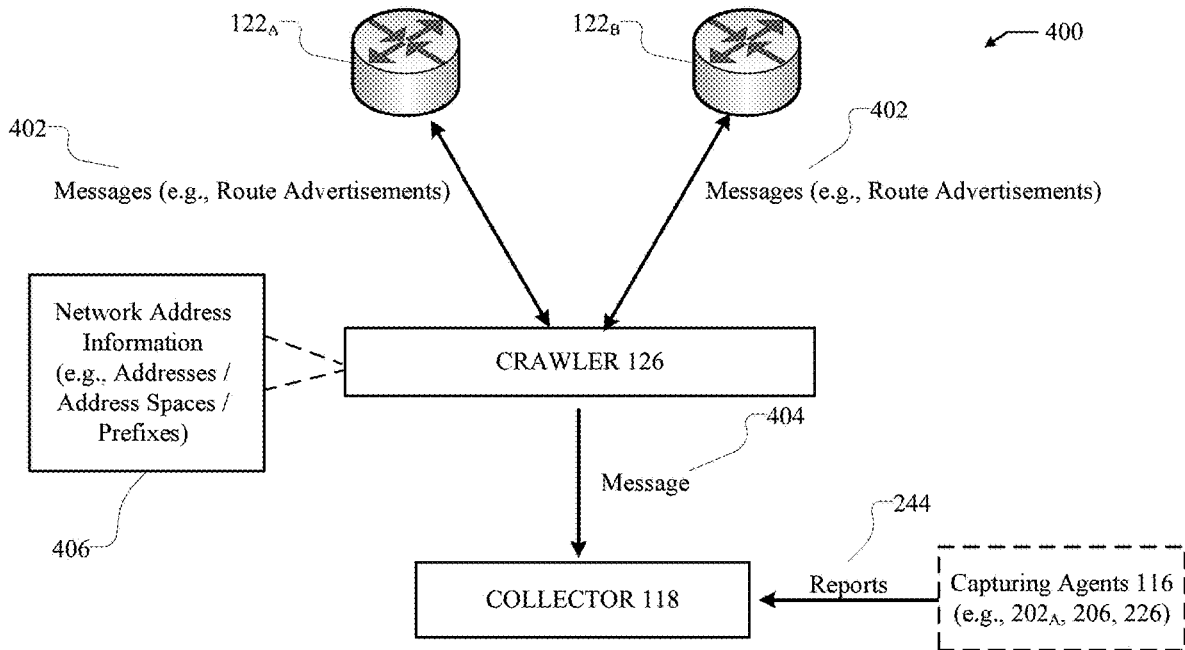 122A
122B
400
402
402
Messages (e.g., Route Advertisements)
Messages (e.g., Route Advertisements)
Network Address
Information
(e.g., Addresses /
Address Spaces /
Prefixes)
CRAWLER 126
404
Message
406
244
Reports
COLLECTOR 118
Capturing Agents 116
(e.g., 202A, 206, 226)